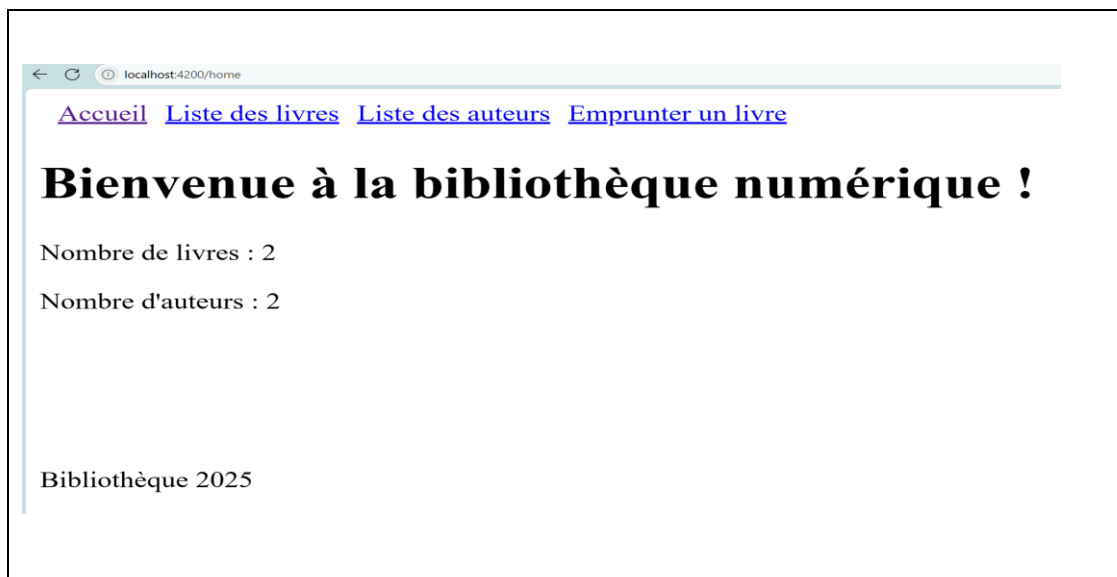 localhost:4200/home
Accueil Liste des livres Liste des auteurs Emprunter un livre
Bienvenue à la bibliothèque numérique !
Nombre de livres : 2
Nombre d'auteurs : 2
Bibliothèque 2025